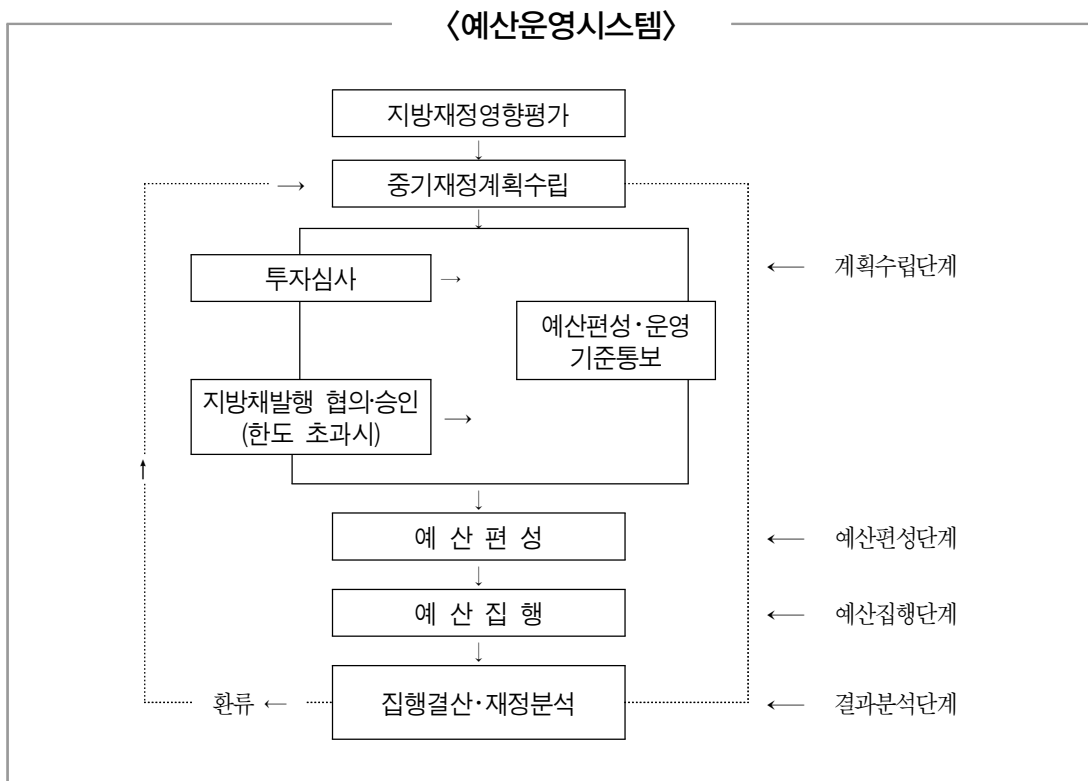 〈예산운영시스템〉
지방재정영향평가
↓
→ 중기재정계획수립
↓
투자심사 →
← 계획수립단계
예산편성·운영
기준통보
지방채발행 협의·승인
(한도 초과시) →
↓
예 산 편 성
← 예산편성단계
↓
예 산 집 행
← 예산집행단계
↓
환류 ←
집행결산·재정분석
← 결과분석단계